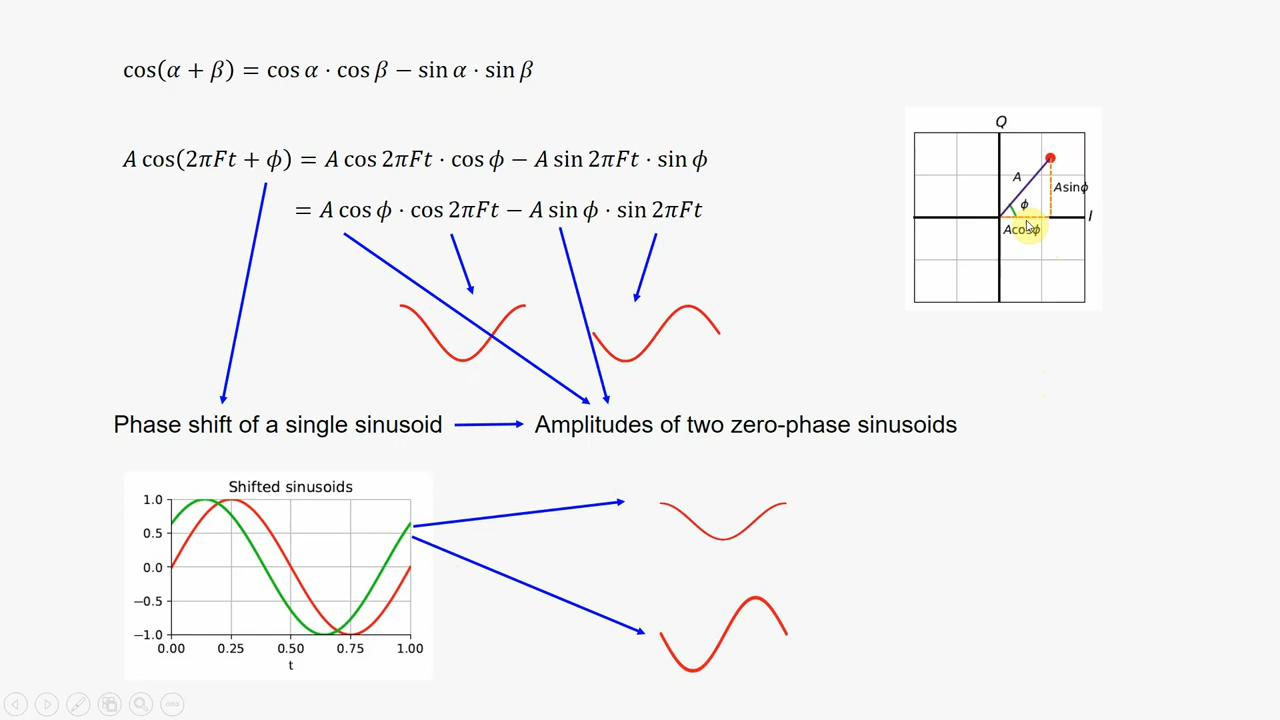 cos(α + β) = cos α · cos β − sin α · sin β
A cos(2πFt + ϕ) = A cos 2πFt · cos ϕ − A sin 2πFt · sin ϕ
= A cos ϕ · cos 2πFt − A sin ϕ · sin 2πFt
Q
A
Asinϕ
ϕ
I
Acosϕ
Phase shift of a single sinusoid
Amplitudes of two zero-phase sinusoids
Shifted sinusoids
1.0
0.5
0.0
−0.5
−1.0
0.00 0.25 0.50 0.75 1.00
t